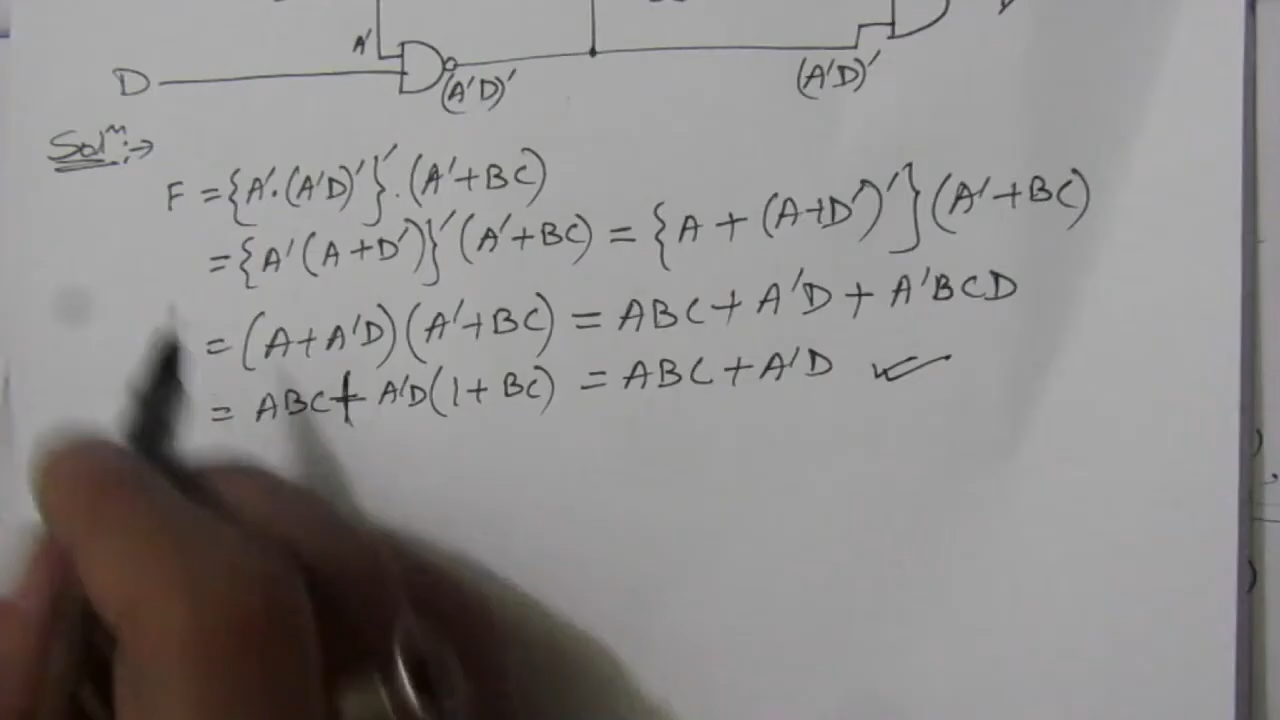 A'
D
(A'D)'
(A'D)'
Solⁿ:→
F = {A'·(A'D)'}'·(A'+BC)
= {A'(A+D')}'(A'+BC) = {A + (A+D')'}(A'+BC)
= (A+A'D)(A'+BC) = ABC + A'D + A'BCD
= ABC + A'D(1+BC) = ABC + A'D ✓